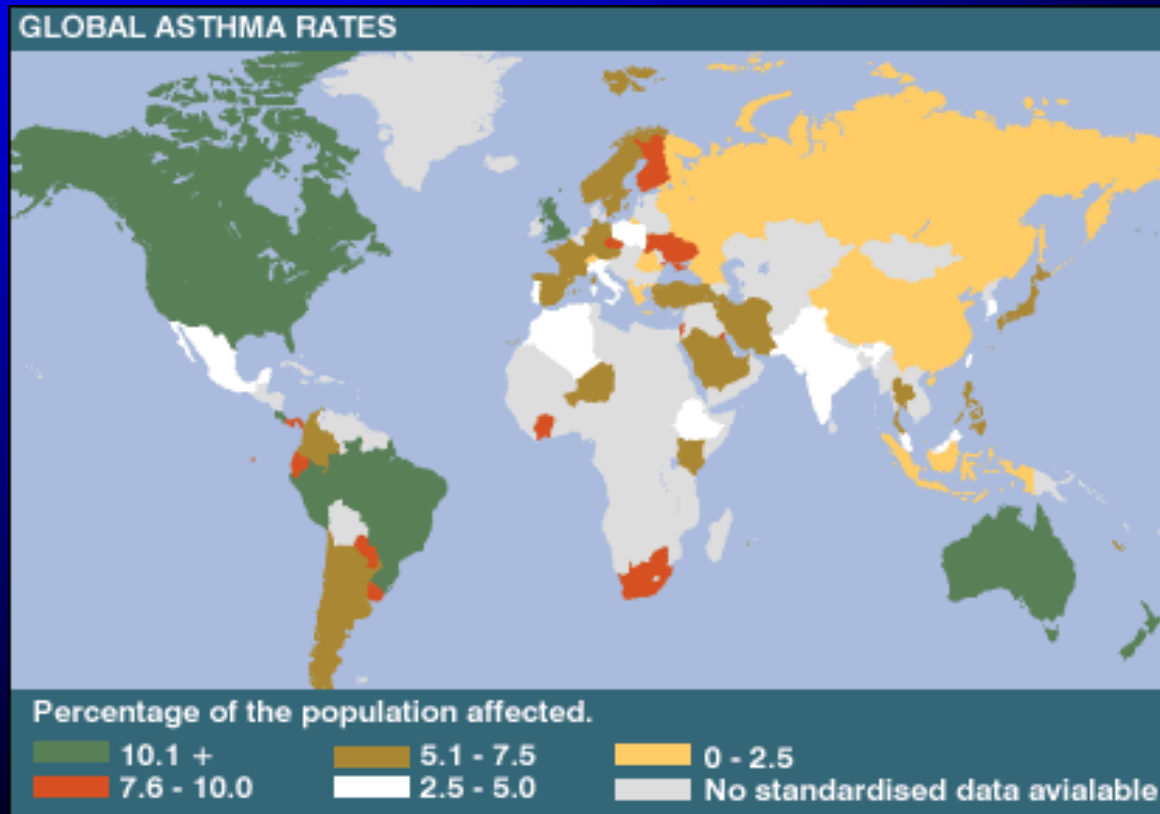 GLOBAL ASTHMA RATES
Percentage of the population affected.
10.1 +
5.1 - 7.5
0 - 2.5
7.6 - 10.0
2.5 - 5.0
No standardised data avialable